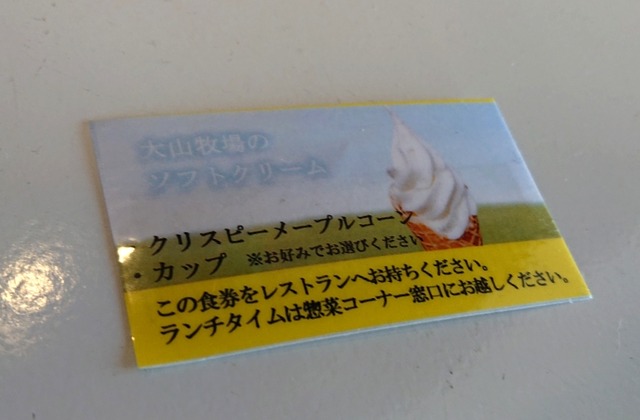 大山牧場の
ソフトクリーム
・クリスピーメープルコーン
・カップ ※お好みでお選びください
この食券をレストランへお持ちください。
ランチタイムは惣菜コーナー窓口にお越しください。